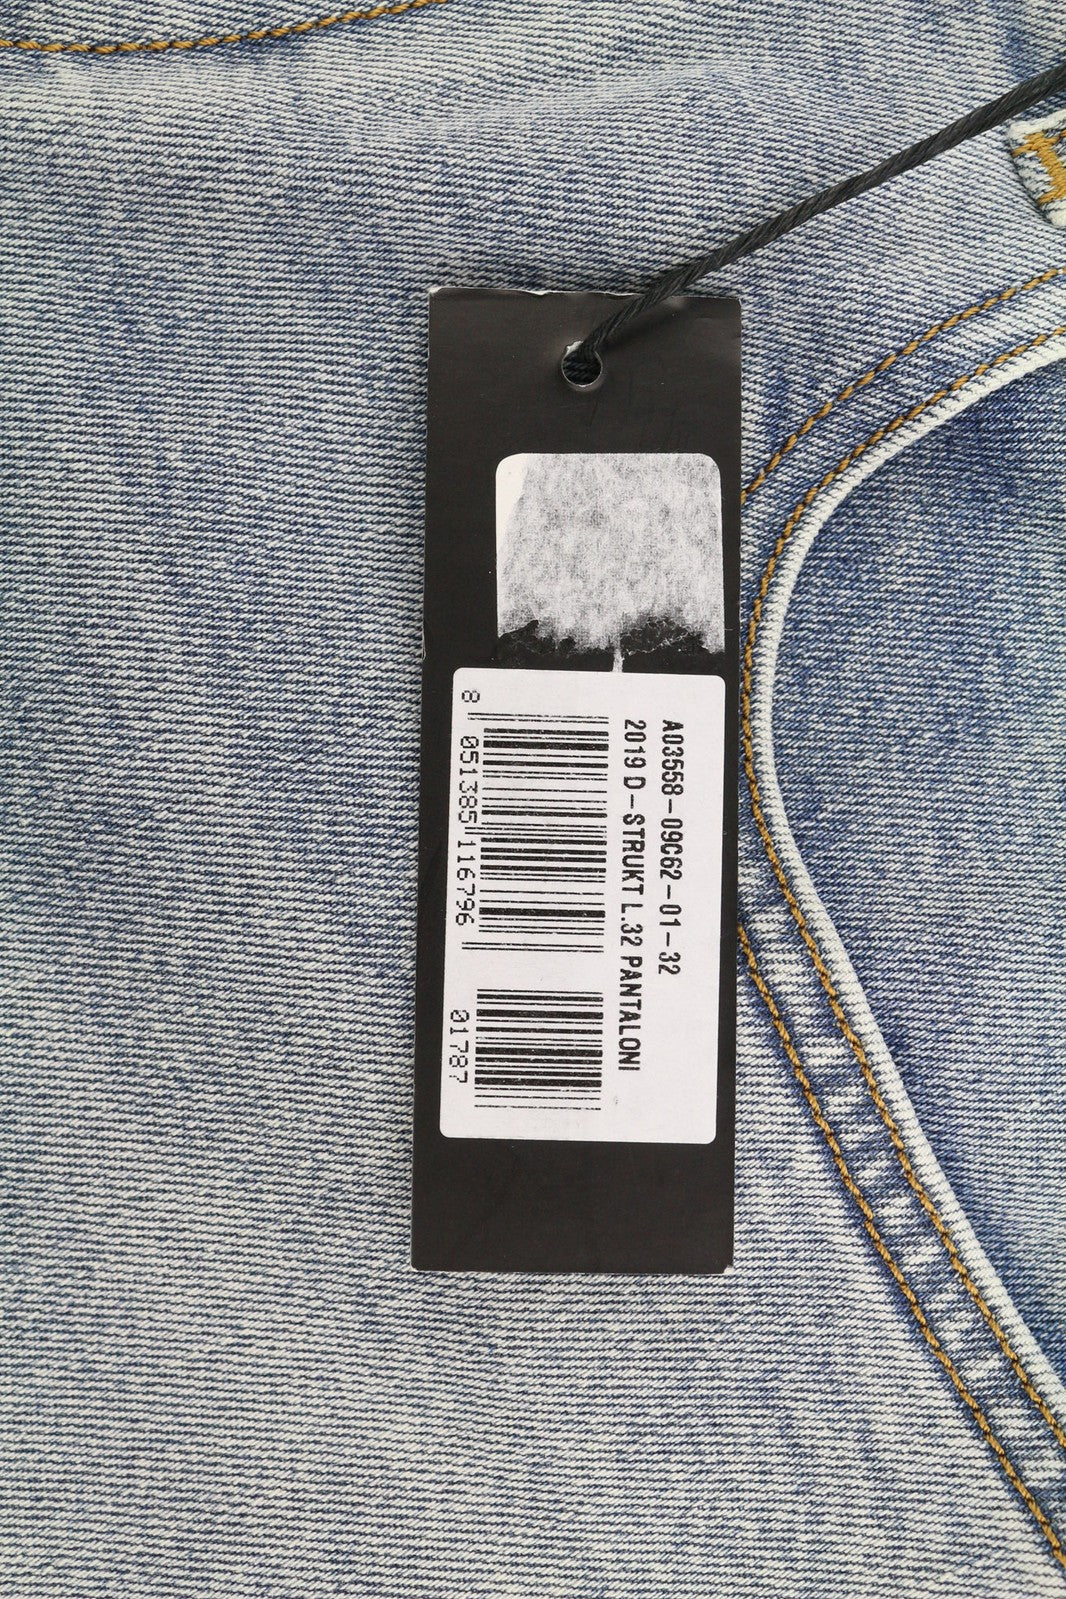 A03558-09C62-01-32
2019 D-STRUKT L.32 PANTALONI
8 051385 116796
01787